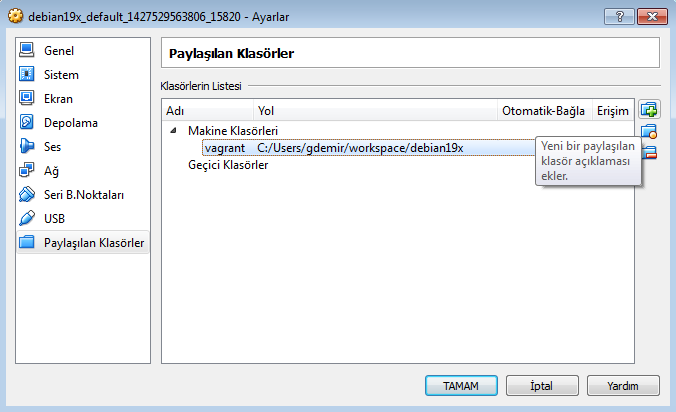 debian19x_default_1427529563806_15820 - Ayarlar
Genel
Sistem
Ekran
Depolama
Ses
Ağ
Seri B.Noktaları
USB
Paylaşılan Klasörler
Paylaşılan Klasörler
Klasörlerin Listesi
Adı Yol Otomatik-Bağla Erişim
Makine Klasörleri
vagrant C:/Users/gdemir/workspace/debian19x
Geçici Klasörler
Yeni bir paylaşılan
klasör açıklaması
ekler.
TAMAM İptal Yardım